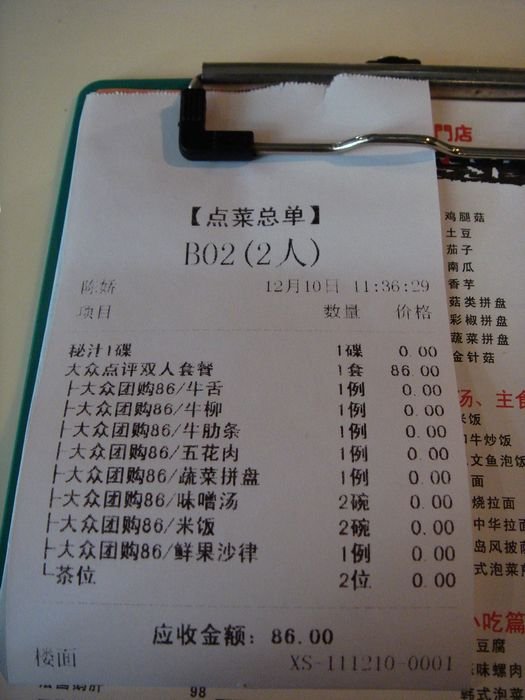 【点菜总单】
B02(2人)
陈娇 12月10日 11:36:29
项目 数量 价格
秘汁1碟 1碟 0.00
大众点评双人套餐 1套 86.00
├大众团购86/牛舌 1例 0.00
├大众团购86/牛柳 1例 0.00
├大众团购86/牛肋条 1例 0.00
├大众团购86/五花肉 1例 0.00
├大众团购86/蔬菜拼盘 1例 0.00
├大众团购86/味噌汤 2碗 0.00
├大众团购86/米饭 2碗 0.00
├大众团购86/鲜果沙律 1例 0.00
└茶位 2位 0.00
应收金额: 86.00
楼面 XS-111210-0001
門店
鸡腿菇
土豆
茄子
南瓜
香芋
菇类拼盘
彩椒拼盘
蔬菜拼盘
金针菇
汤、主食
米饭
牛炒饭
文鱼泡饭
面
烧拉面
中华拉面
岛风披萨
式泡菜煎
小吃篇
豆腐
味螺肉
韩式泡菜
98